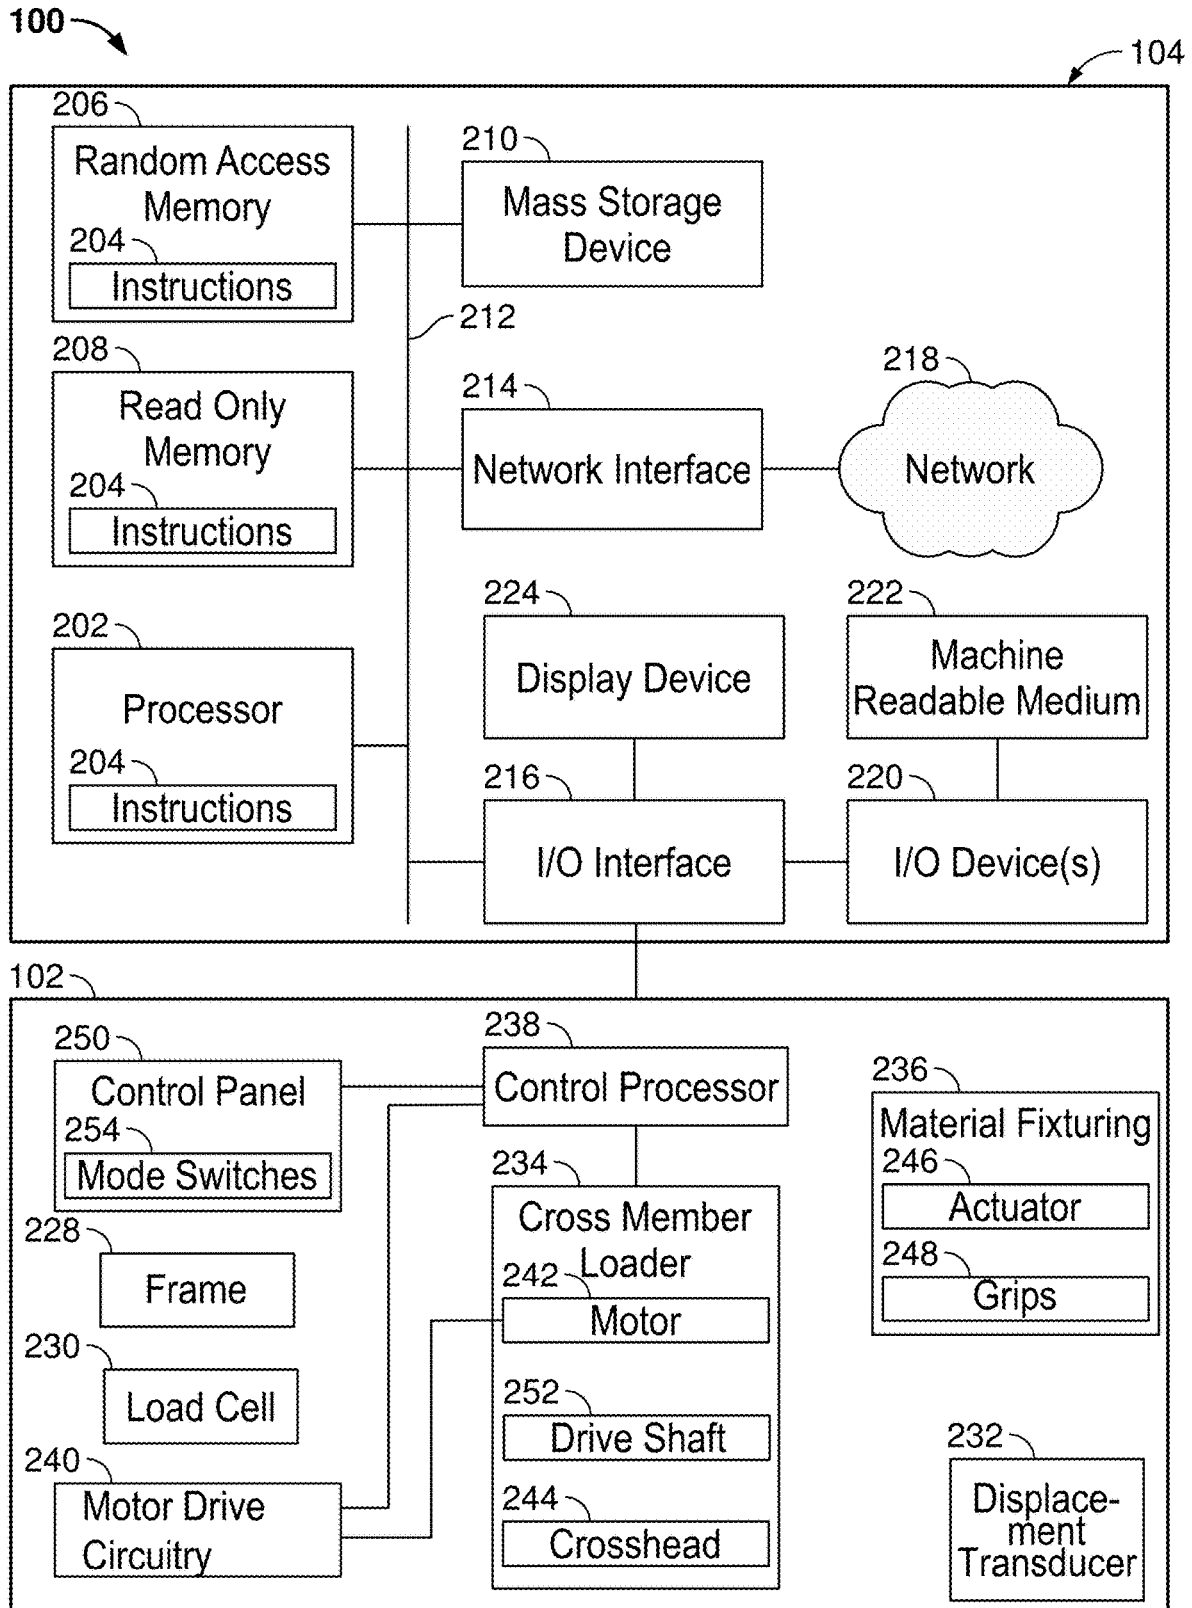 100
104
206
Random Access
Memory
204
Instructions
210
Mass Storage
Device
212
208
Read Only
Memory
204
Instructions
214
Network Interface
218
Network
202
Processor
204
Instructions
224
Display Device
222
Machine
Readable Medium
216
I/O Interface
220
I/O Device(s)
102
250
Control Panel
254
Mode Switches
238
Control Processor
236
Material Fixturing
246
Actuator
248
Grips
228
Frame
234
Cross Member
Loader
242
Motor
230
Load Cell
252
Drive Shaft
240
Motor Drive
Circuitry
244
Crosshead
232
Displace-
ment
Transducer